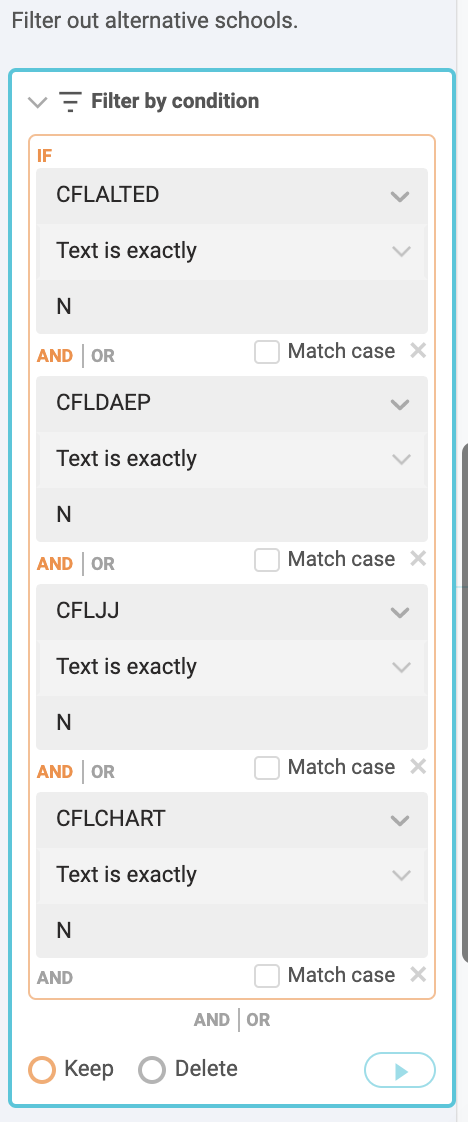 Filter out alternative schools.
Filter by condition
IF
CFLALTED
Text is exactly
N
AND | OR Match case
CFLDAEP
Text is exactly
N
AND | OR Match case
CFLJJ
Text is exactly
N
AND | OR Match case
CFLCHART
Text is exactly
N
AND Match case
AND | OR
Keep Delete